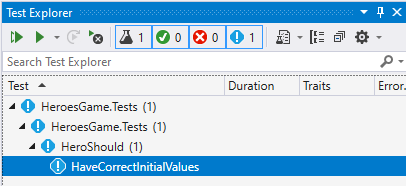 Test Explorer
1 0 0 1
Search Test Explorer
Test Duration Traits Error.
HeroesGame.Tests (1)
HeroesGame.Tests (1)
HeroShould (1)
HaveCorrectInitialValues